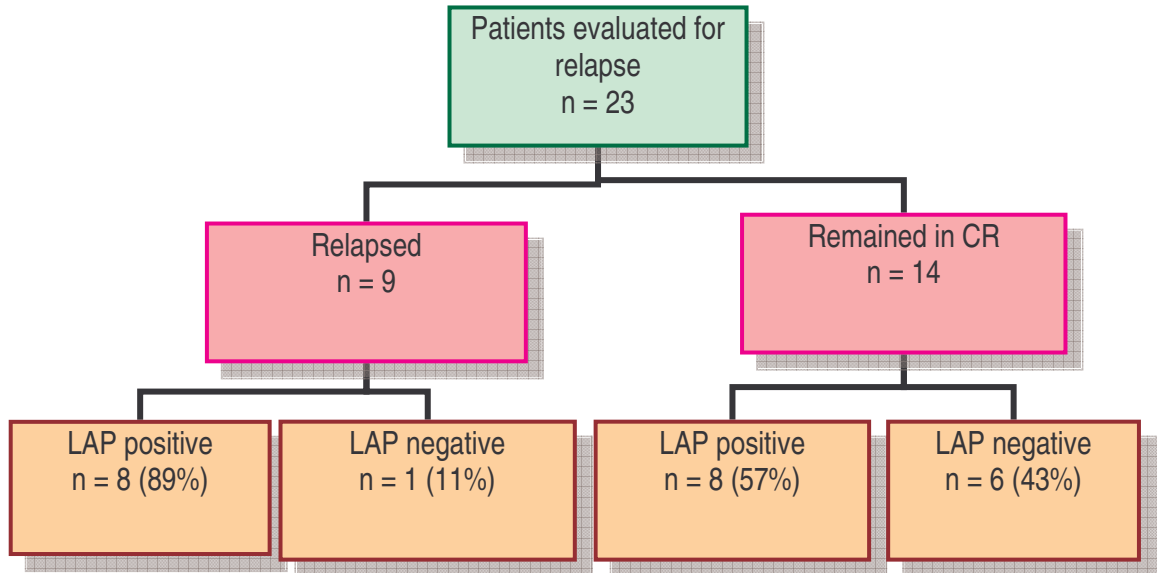 Patients evaluated for
relapse
n = 23
Relapsed
n = 9
Remained in CR
n = 14
LAP positive
n = 8 (89%)
LAP negative
n = 1 (11%)
LAP positive
n = 8 (57%)
LAP negative
n = 6 (43%)